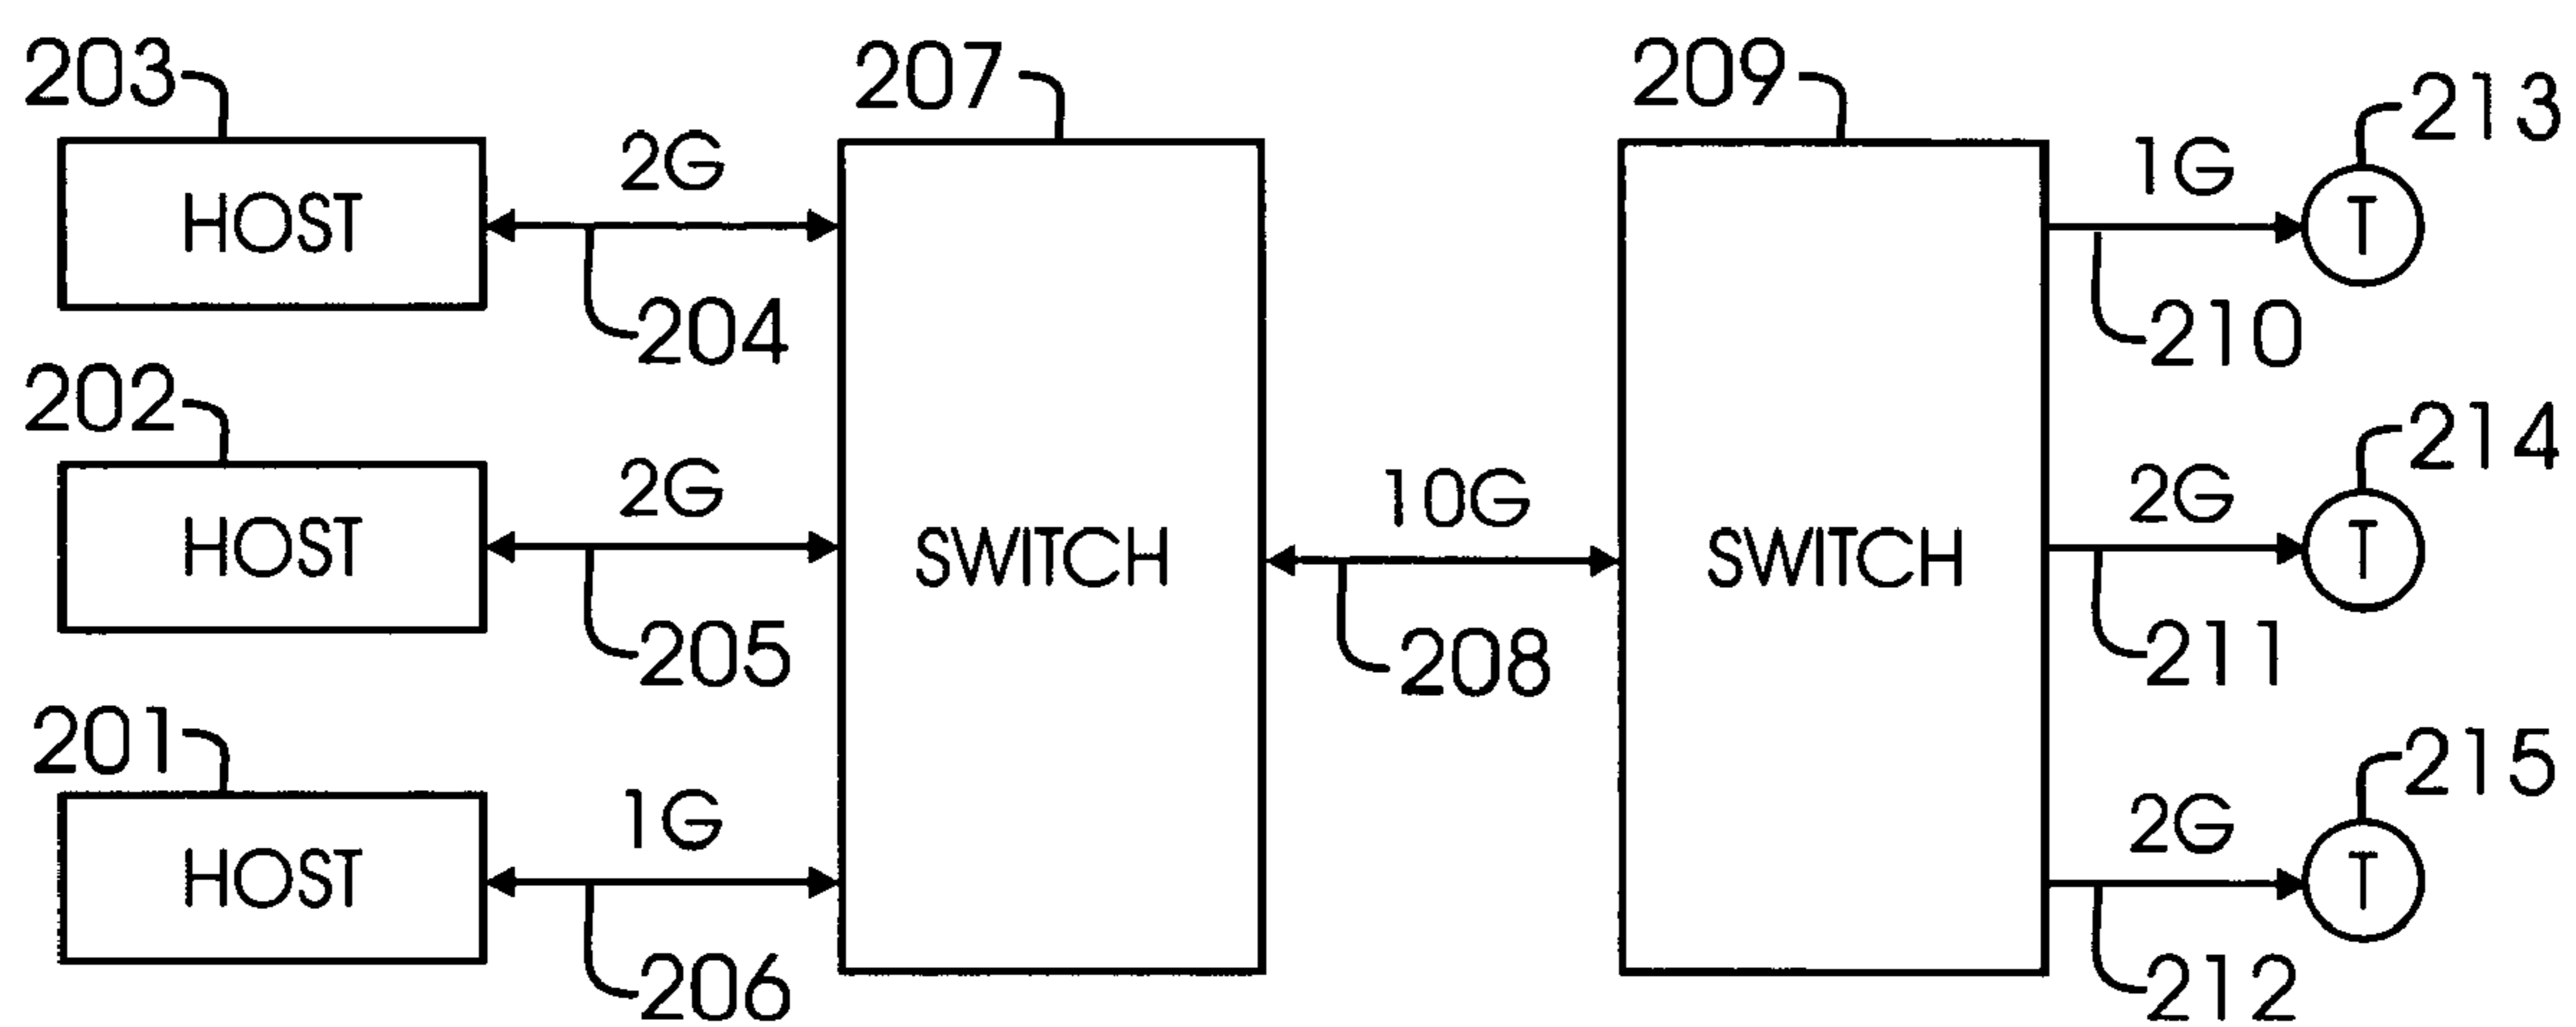 203 207 209 213
2G 1G
HOST T
204 210
202 214
2G 10G 2G
HOST SWITCH SWITCH T
205 208 211
201 215
1G 2G
HOST T
206 212